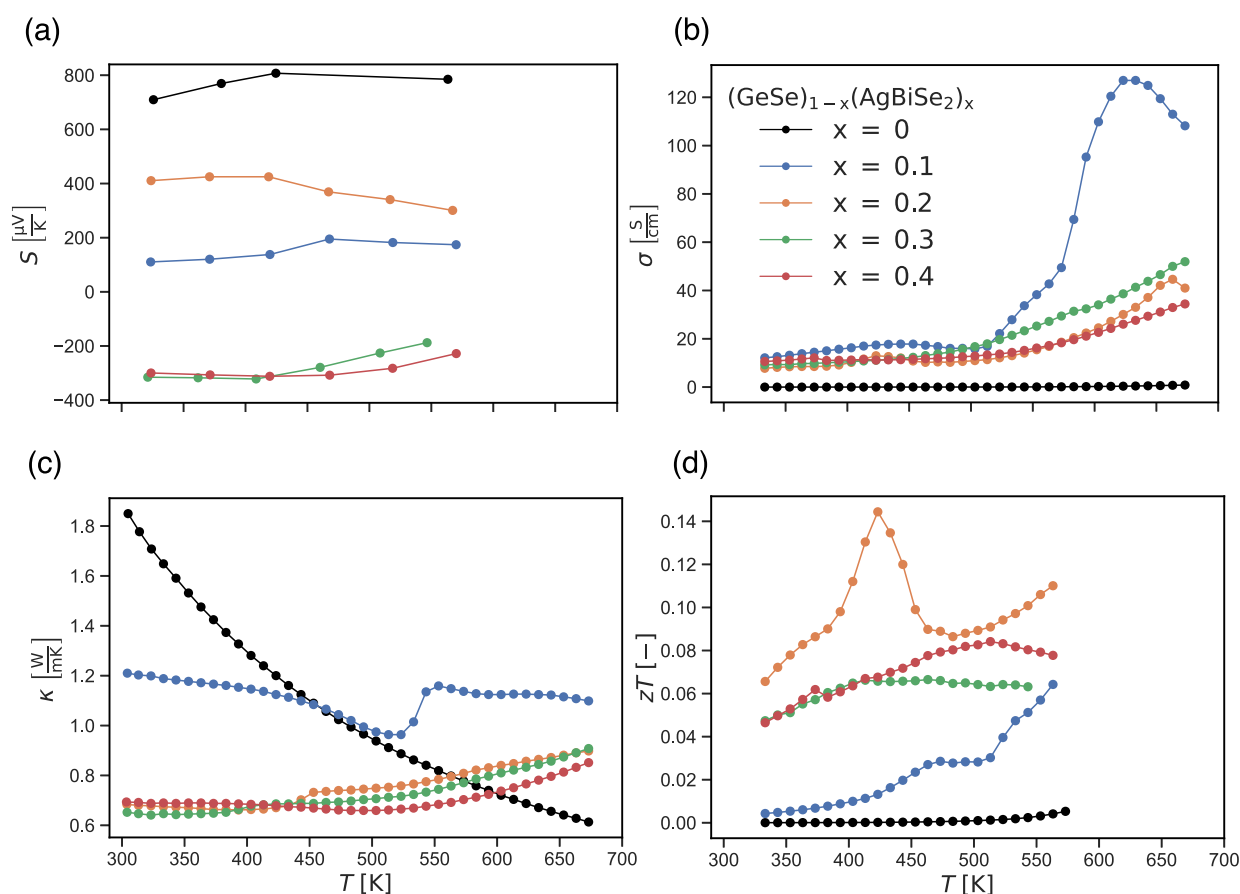 (a)
800
600
400
200
0
−200
−400
S [μV/K]
(b)
(GeSe)₁₋ₓ(AgBiSe₂)ₓ
x = 0
x = 0.1
x = 0.2
x = 0.3
x = 0.4
120
100
80
60
40
20
0
σ [S/cm]
(c)
1.8
1.6
1.4
1.2
1.0
0.8
0.6
κ [W/mK]
300 350 400 450 500 550 600 650 700
T [K]
(d)
0.14
0.12
0.10
0.08
0.06
0.04
0.02
0.00
zT [−]
300 350 400 450 500 550 600 650 700
T [K]